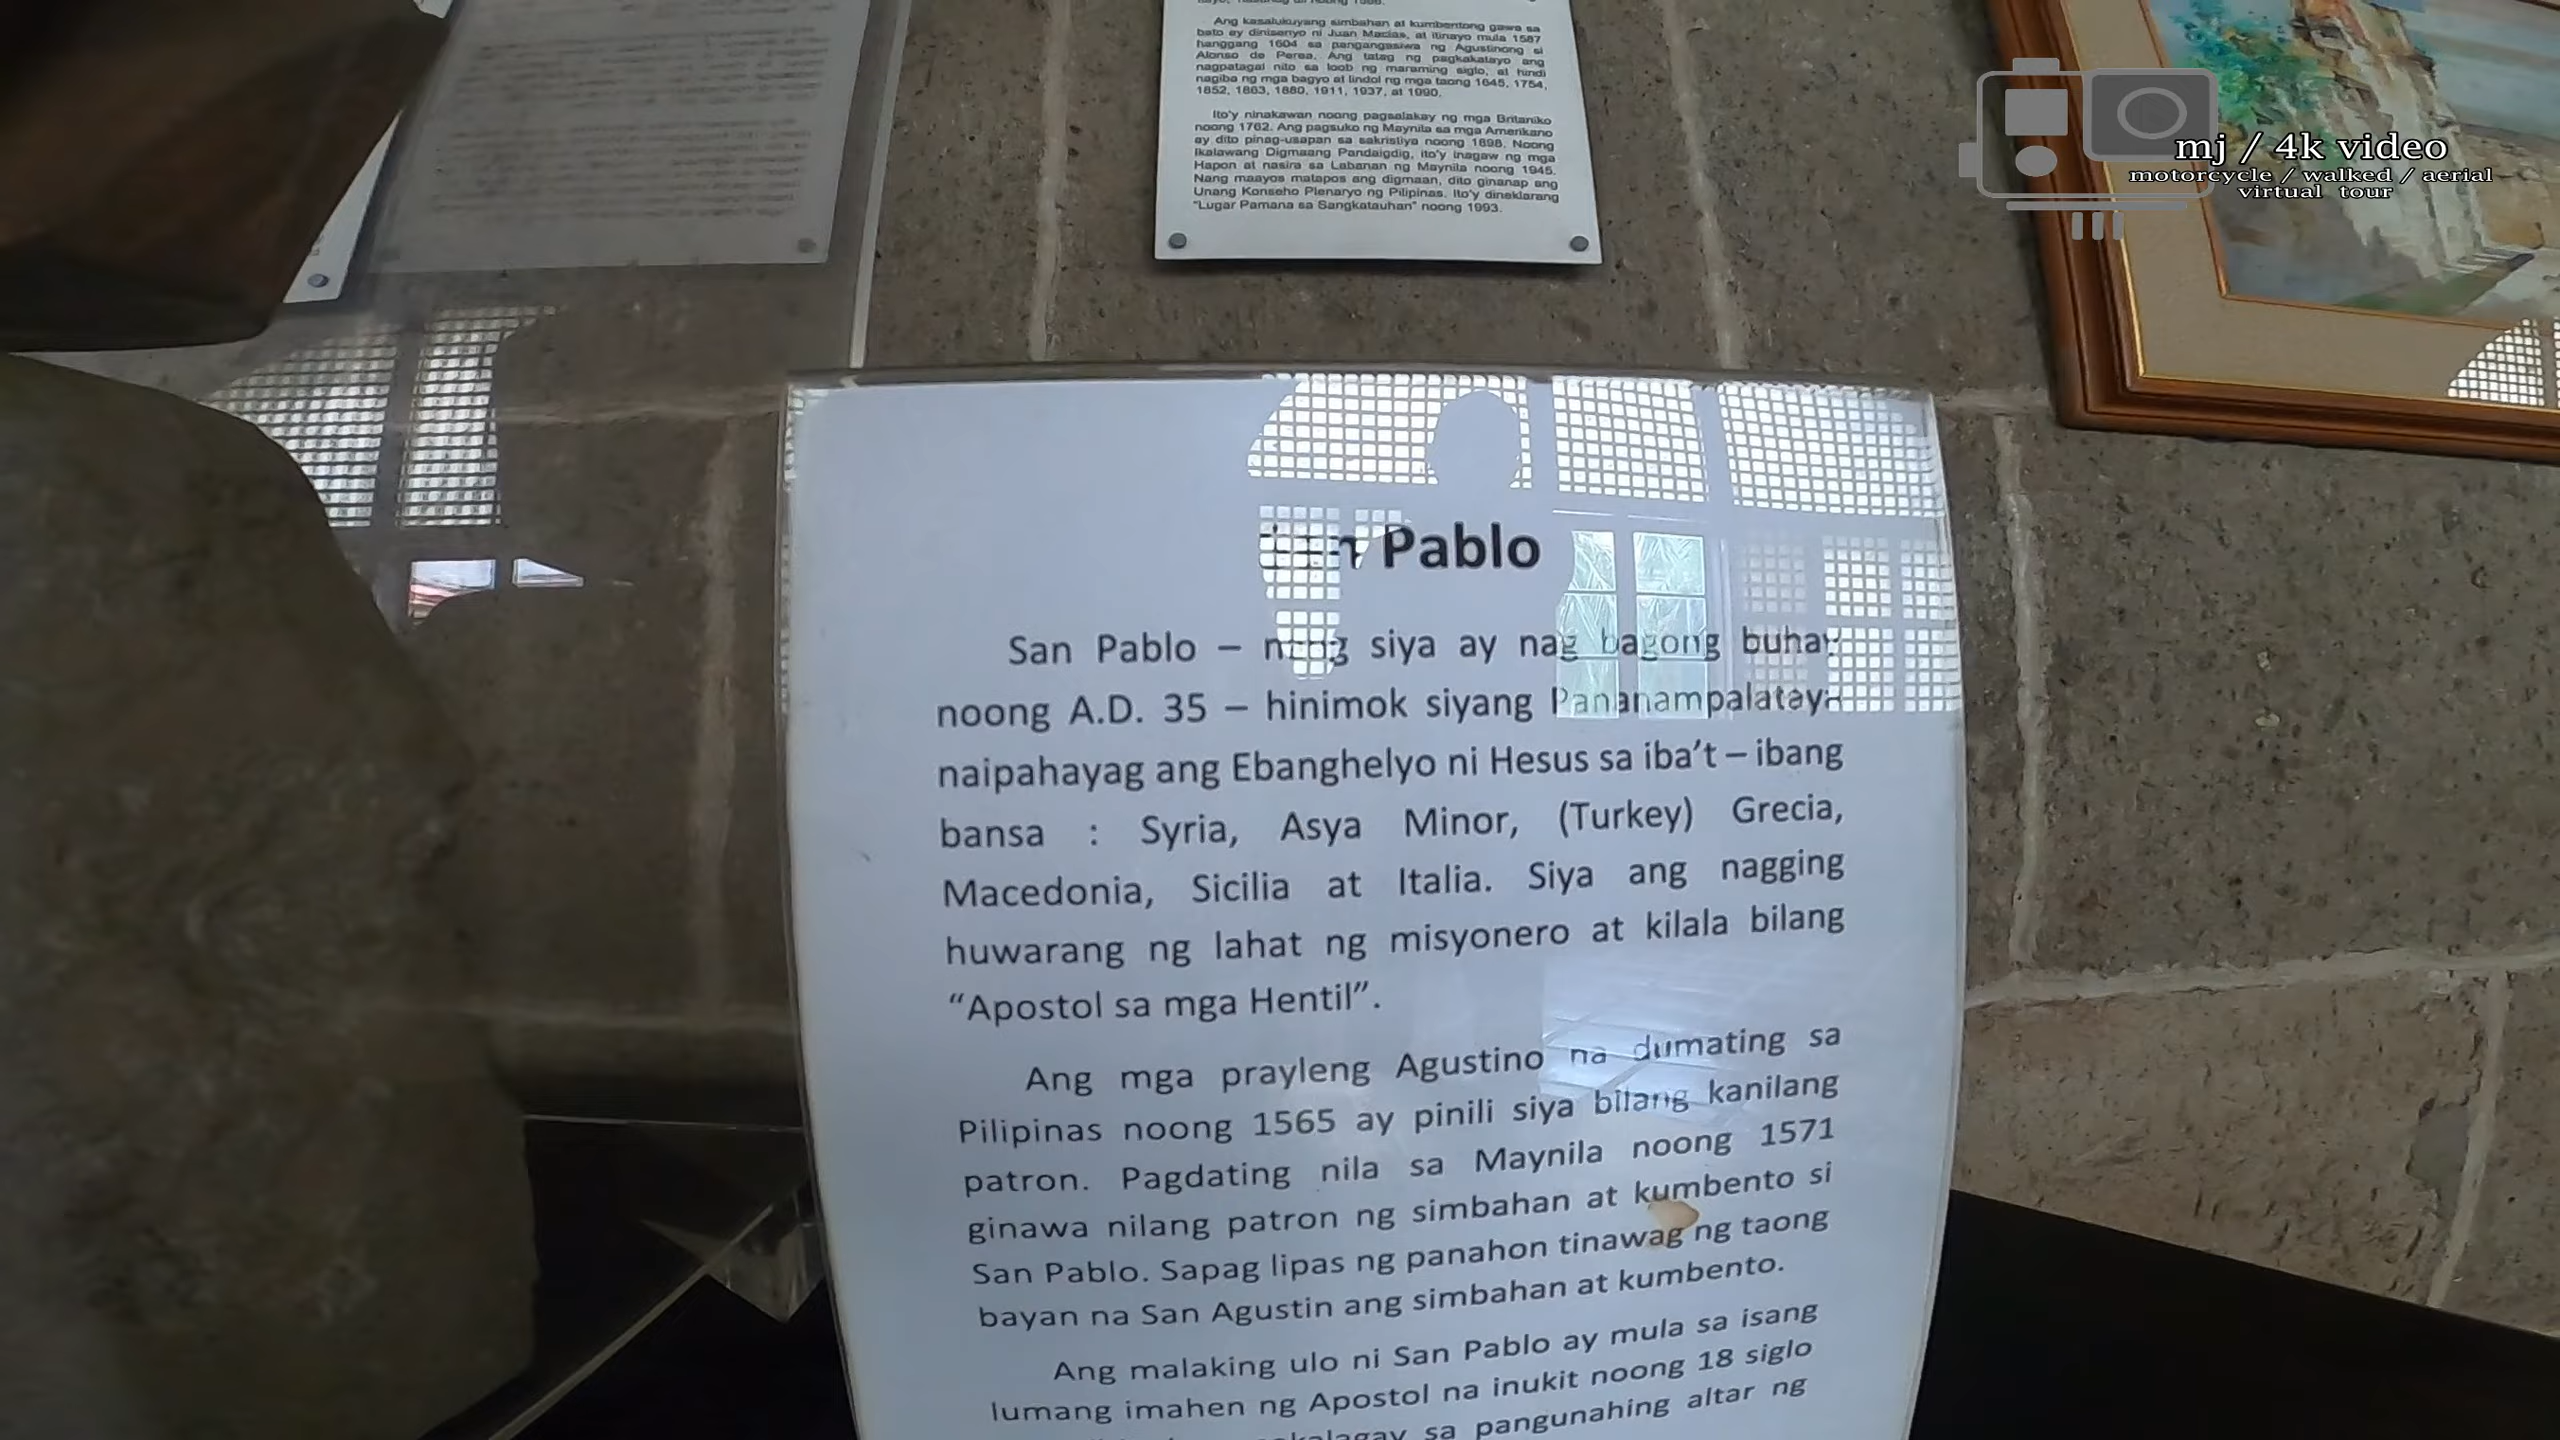 Ang kasalukuyang simbahan at kumbentong gawa sa
bato ay dinisenyo ni Juan Macias, at itinayo mula 1587
hanggang 1604 sa pangangasiwa ng Agustinong si
Alonso de Perea. Ang tatag ng pagkakatayo ang
nagpatagal nito sa loob ng maraming siglo, at hindi
nagiba ng mga bagyo at lindol ng mga taong 1645, 1754,
1852, 1863, 1880, 1911, 1937, at 1990.
Ito'y ninakawan noong pagsalakay ng mga Britaniko
noong 1762. Ang pagsuko ng Maynila sa mga Amerikano
ay dito pinag-usapan sa sakristiya noong 1898. Noong
Ikalawang Digmaang Pandaigdig, ito'y inagaw ng mga
Hapon at nasira sa Labanan ng Maynila noong 1945.
Nang maayos matapos ang digmaan, dito ginanap ang
Unang Konseho Plenaryo ng Pilipinas. Ito'y dineklarang
"Lugar Pamana sa Sangkatauhan" noong 1993.
mj / 4k video
motorcycle / walked / aerial
virtual tour
San Pablo
San Pablo – nang siya ay nag bagong buhay
noong A.D. 35 – hinimok siyang Pananampalataya
naipahayag ang Ebanghelyo ni Hesus sa iba't – ibang
bansa : Syria, Asya Minor, (Turkey) Grecia,
Macedonia, Sicilia at Italia. Siya ang nagging
huwarang ng lahat ng misyonero at kilala bilang
“Apostol sa mga Hentil”.
Ang mga prayleng Agustino na dumating sa
Pilipinas noong 1565 ay pinili siya bilang kanilang
patron. Pagdating nila sa Maynila noong 1571
ginawa nilang patron ng simbahan at kumbento si
San Pablo. Sapag lipas ng panahon tinawag ng taong
bayan na San Agustin ang simbahan at kumbento.
Ang malaking ulo ni San Pablo ay mula sa isang
lumang imahen ng Apostol na inukit noong 18 siglo
sa pangunahing altar ng